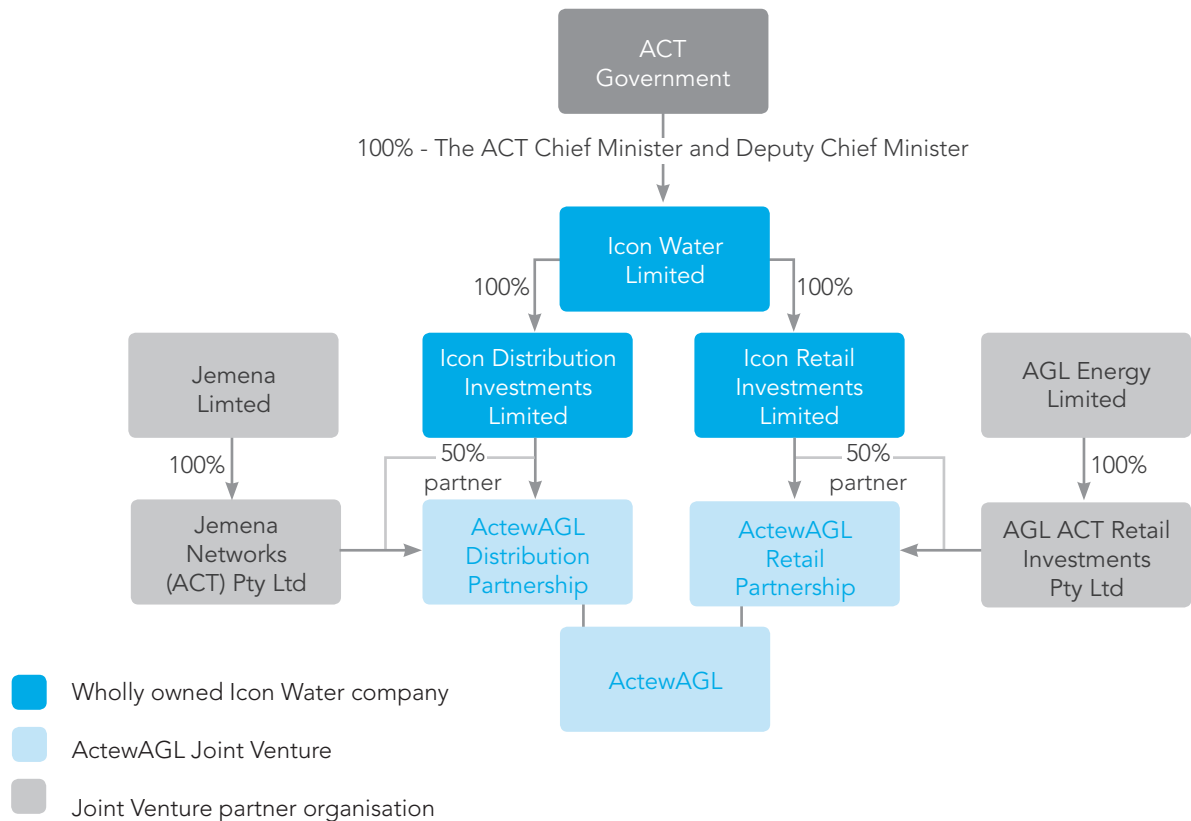 ACT
Government
100% - The ACT Chief Minister and Deputy Chief Minister
Icon Water
Limited
100%
100%
Jemena
Limted
Icon Distribution
Investments
Limited
Icon Retail
Investments
Limited
AGL Energy
Limited
100%
50%
partner
50%
partner
100%
Jemena
Networks
(ACT) Pty Ltd
ActewAGL
Distribution
Partnership
ActewAGL
Retail
Partnership
AGL ACT Retail
Investments
Pty Ltd
ActewAGL
Wholly owned Icon Water company
ActewAGL Joint Venture
Joint Venture partner organisation